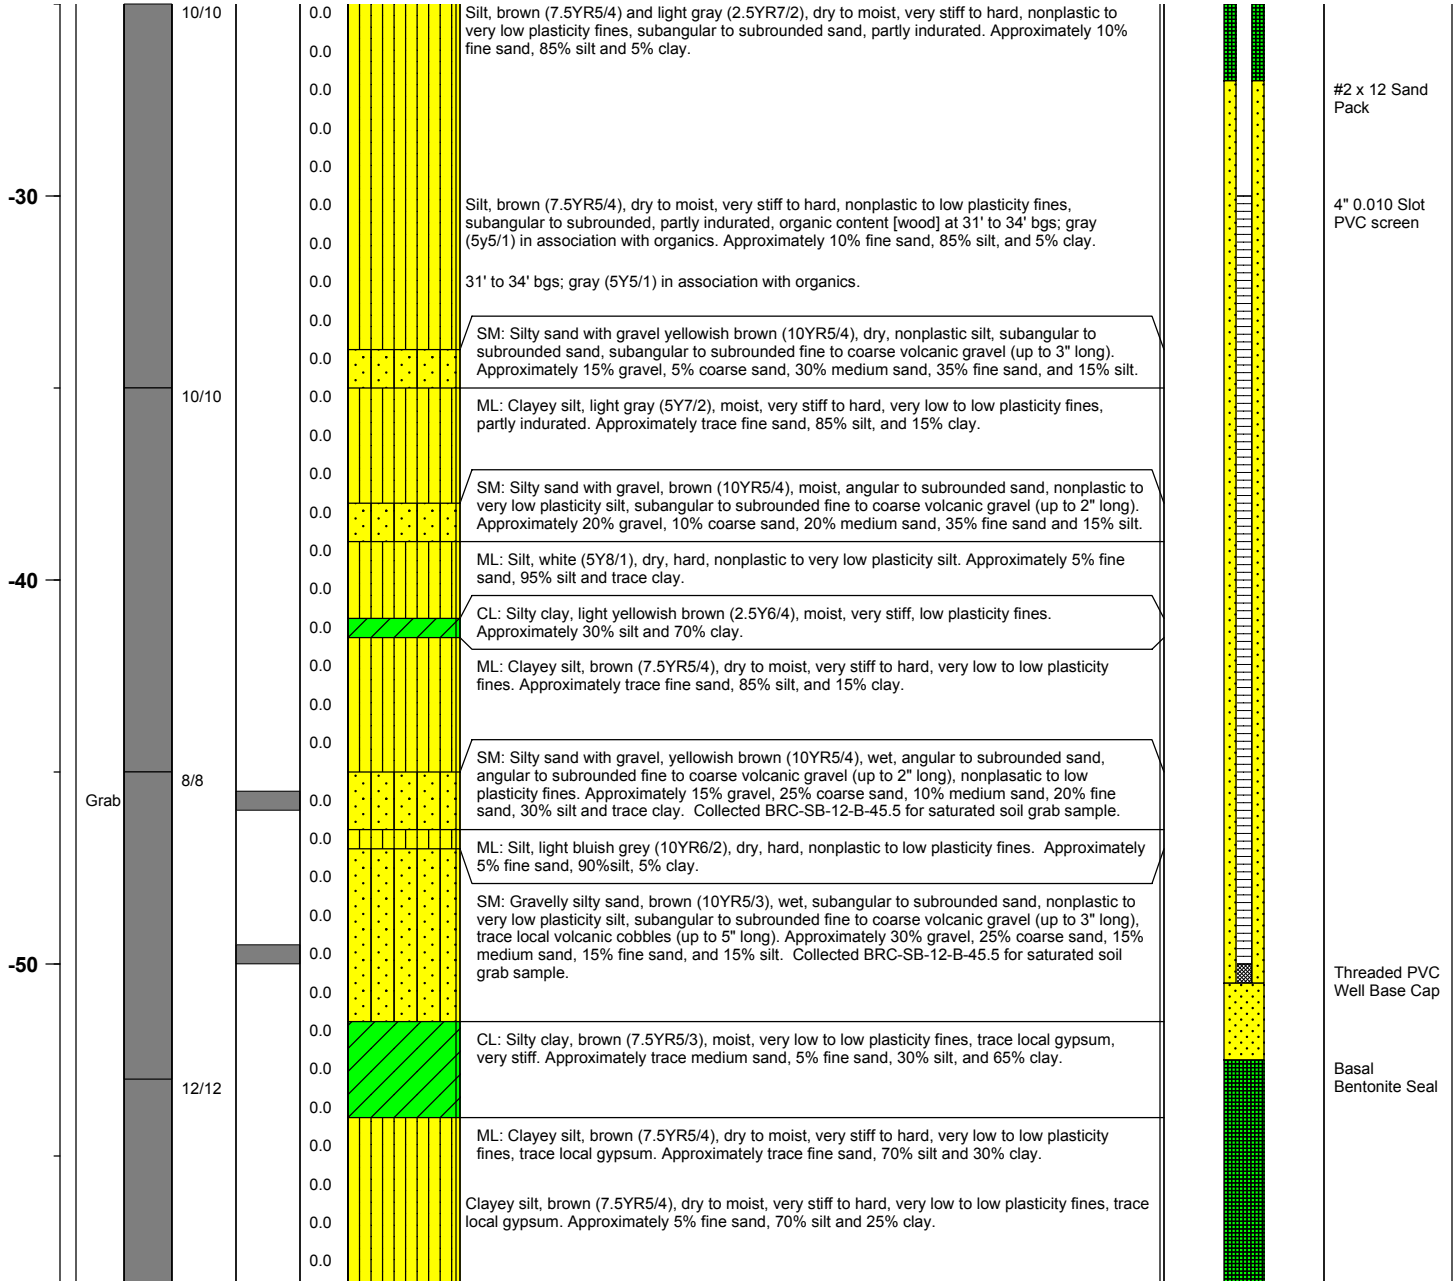 10/10
0.0
Silt, brown (7.5YR5/4) and light gray (2.5YR7/2), dry to moist, very stiff to hard, nonplastic to
very low plasticity fines, subangular to subrounded sand, partly indurated. Approximately 10%
0.0
fine sand, 85% silt and 5% clay.
0.0
#2 x 12 Sand
Pack
0.0
0.0
-30
0.0
Silt, brown (7.5YR5/4), dry to moist, very stiff to hard, nonplastic to low plasticity fines,
4" 0.010 Slot
subangular to subrounded, partly indurated, organic content [wood] at 31' to 34' bgs; gray
PVC screen
0.0
(5y5/1) in association with organics. Approximately 10% fine sand, 85% silt, and 5% clay.
0.0
31' to 34' bgs; gray (5Y5/1) in association with organics.
0.0
SM: Silty sand with gravel yellowish brown (10YR5/4), dry, nonplastic silt, subangular to
subrounded sand, subangular to subrounded fine to coarse volcanic gravel (up to 3" long).
0.0
Approximately 15% gravel, 5% coarse sand, 30% medium sand, 35% fine sand, and 15% silt.
10/10
0.0
ML: Clayey silt, light gray (5Y7/2), moist, very stiff to hard, very low to low plasticity fines,
partly indurated. Approximately trace fine sand, 85% silt, and 15% clay.
0.0
0.0
SM: Silty sand with gravel, brown (10YR5/4), moist, angular to subrounded sand, nonplastic to
very low plasticity silt, subangular to subrounded fine to coarse volcanic gravel (up to 2" long).
0.0
Approximately 20% gravel, 10% coarse sand, 20% medium sand, 35% fine sand and 15% silt.
0.0
ML: Silt, white (5Y8/1), dry, hard, nonplastic to very low plasticity silt. Approximately 5% fine
sand, 95% silt and trace clay.
-40
0.0
CL: Silty clay, light yellowish brown (2.5Y6/4), moist, very stiff, low plasticity fines.
0.0
Approximately 30% silt and 70% clay.
0.0
ML: Clayey silt, brown (7.5YR5/4), dry to moist, very stiff to hard, very low to low plasticity
fines. Approximately trace fine sand, 85% silt, and 15% clay.
0.0
0.0
SM: Silty sand with gravel, yellowish brown (10YR5/4), wet, angular to subrounded sand,
8/8
angular to subrounded fine to coarse volcanic gravel (up to 2" long), nonplasatic to low
Grab
0.0
plasticity fines. Approximately 15% gravel, 25% coarse sand, 10% medium sand, 20% fine
sand, 30% silt and trace clay.  Collected BRC-SB-12-B-45.5 for saturated soil grab sample.
0.0
ML: Silt, light bluish grey (10YR6/2), dry, hard, nonplastic to low plasticity fines.  Approximately
5% fine sand, 90%silt, 5% clay.
0.0
SM: Gravelly silty sand, brown (10YR5/3), wet, subangular to subrounded sand, nonplastic to
0.0
very low plasticity silt, subangular to subrounded fine to coarse volcanic gravel (up to 3" long),
trace local volcanic cobbles (up to 5" long). Approximately 30% gravel, 25% coarse sand, 15%
0.0
medium sand, 15% fine sand, and 15% silt.  Collected BRC-SB-12-B-45.5 for saturated soil
-50
grab sample.
Threaded PVC
Well Base Cap
0.0
0.0
CL: Silty clay, brown (7.5YR5/3), moist, very low to low plasticity fines, trace local gypsum,
very stiff. Approximately trace medium sand, 5% fine sand, 30% silt, and 65% clay.
0.0
Basal
Bentonite Seal
12/12
0.0
0.0
ML: Clayey silt, brown (7.5YR5/4), dry to moist, very stiff to hard, very low to low plasticity
fines, trace local gypsum. Approximately trace fine sand, 70% silt and 30% clay.
0.0
Clayey silt, brown (7.5YR5/4), dry to moist, very stiff to hard, very low to low plasticity fines, trace
0.0
local gypsum. Approximately 5% fine sand, 70% silt and 25% clay.
0.0